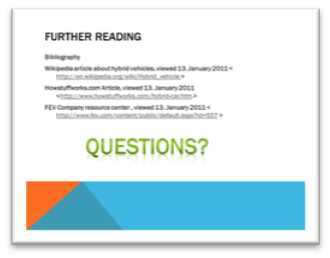 FURTHER READING
Bibliography
Wikipedia article about hybrid vehicles, viewed 13. January 2011 <
http://en.wikipedia.org/wiki/Hybrid_vehicle >
Howstuffworks.com Article, viewed 13. January 2011
<http://www.howstuffworks.com/hybrid-car.htm >
FEV Company resource center , viewed 13. January 2011 <
http://www.fev.com/content/public/default.aspx?id=557 >
QUESTIONS?